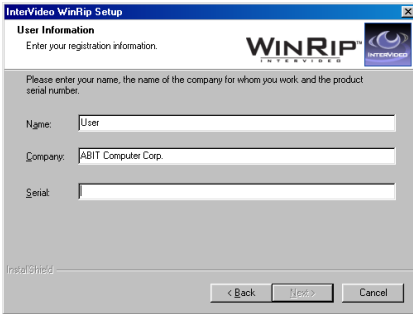 InterVideo WinRip Setup
User Information
Enter your registration information.
WINRIP™
INTERVIDEO
INTERVIDEO
Please enter your name, the name of the company for whom you work and the product
serial number.
Name: User
Company: ABIT Computer Corp.
Serial:
InstallShield
< Back Next > Cancel